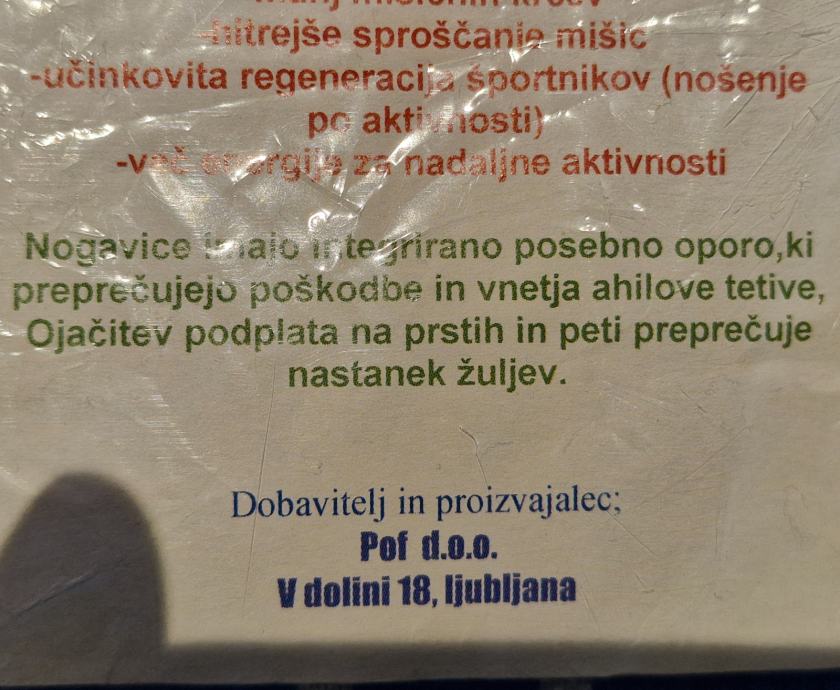 -hitrejše sproščanje mišic
-učinkovita regeneracija športnikov (nošenje
po aktivnosti)
-več energije za nadaljne aktivnosti
Nogavice imajo integrirano posebno oporo,ki
preprečujejo poškodbe in vnetja ahilove tetive,
Ojačitev podplata na prstih in peti preprečuje
nastanek žuljev.
Dobavitelj in proizvajalec;
Pof d.o.o.
V dolini 18, ljubljana